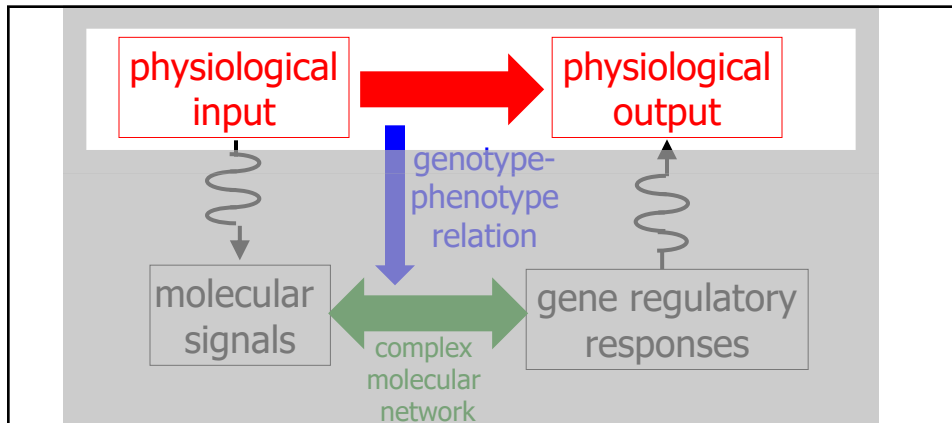 physiological
input
physiological
output
genotype-
phenotype
relation
molecular
signals
complex
molecular
network
gene regulatory
responses